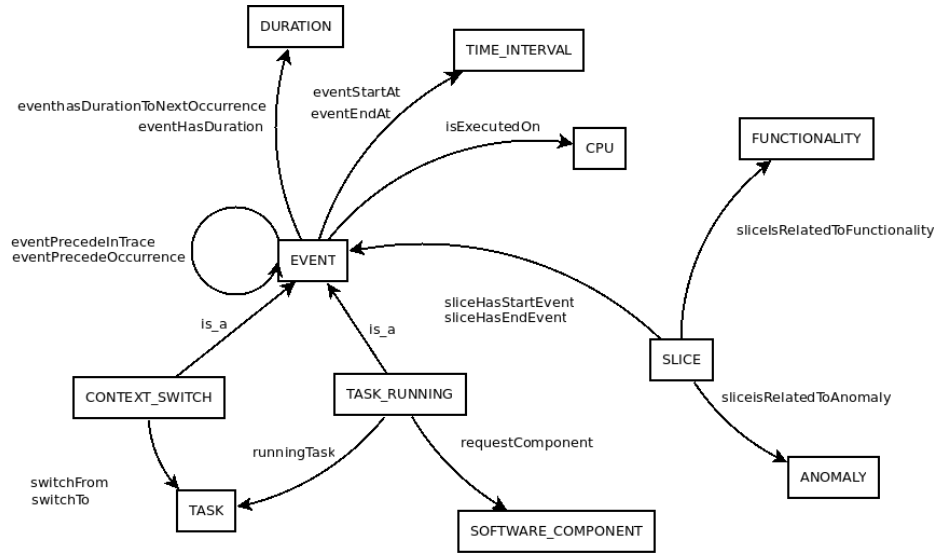 DURATION
TIME_INTERVAL
eventhasDurationToNextOccurrence
eventHasDuration
eventStartAt
eventEndAt
isExecutedOn
CPU
FUNCTIONALITY
eventPrecedeInTrace
eventPrecedeOccurrence
EVENT
sliceIsRelatedToFunctionality
sliceHasStartEvent
sliceHasEndEvent
is_a
is_a
SLICE
CONTEXT_SWITCH
TASK_RUNNING
sliceisRelatedToAnomaly
runningTask
requestComponent
switchFrom
switchTo
TASK
SOFTWARE_COMPONENT
ANOMALY